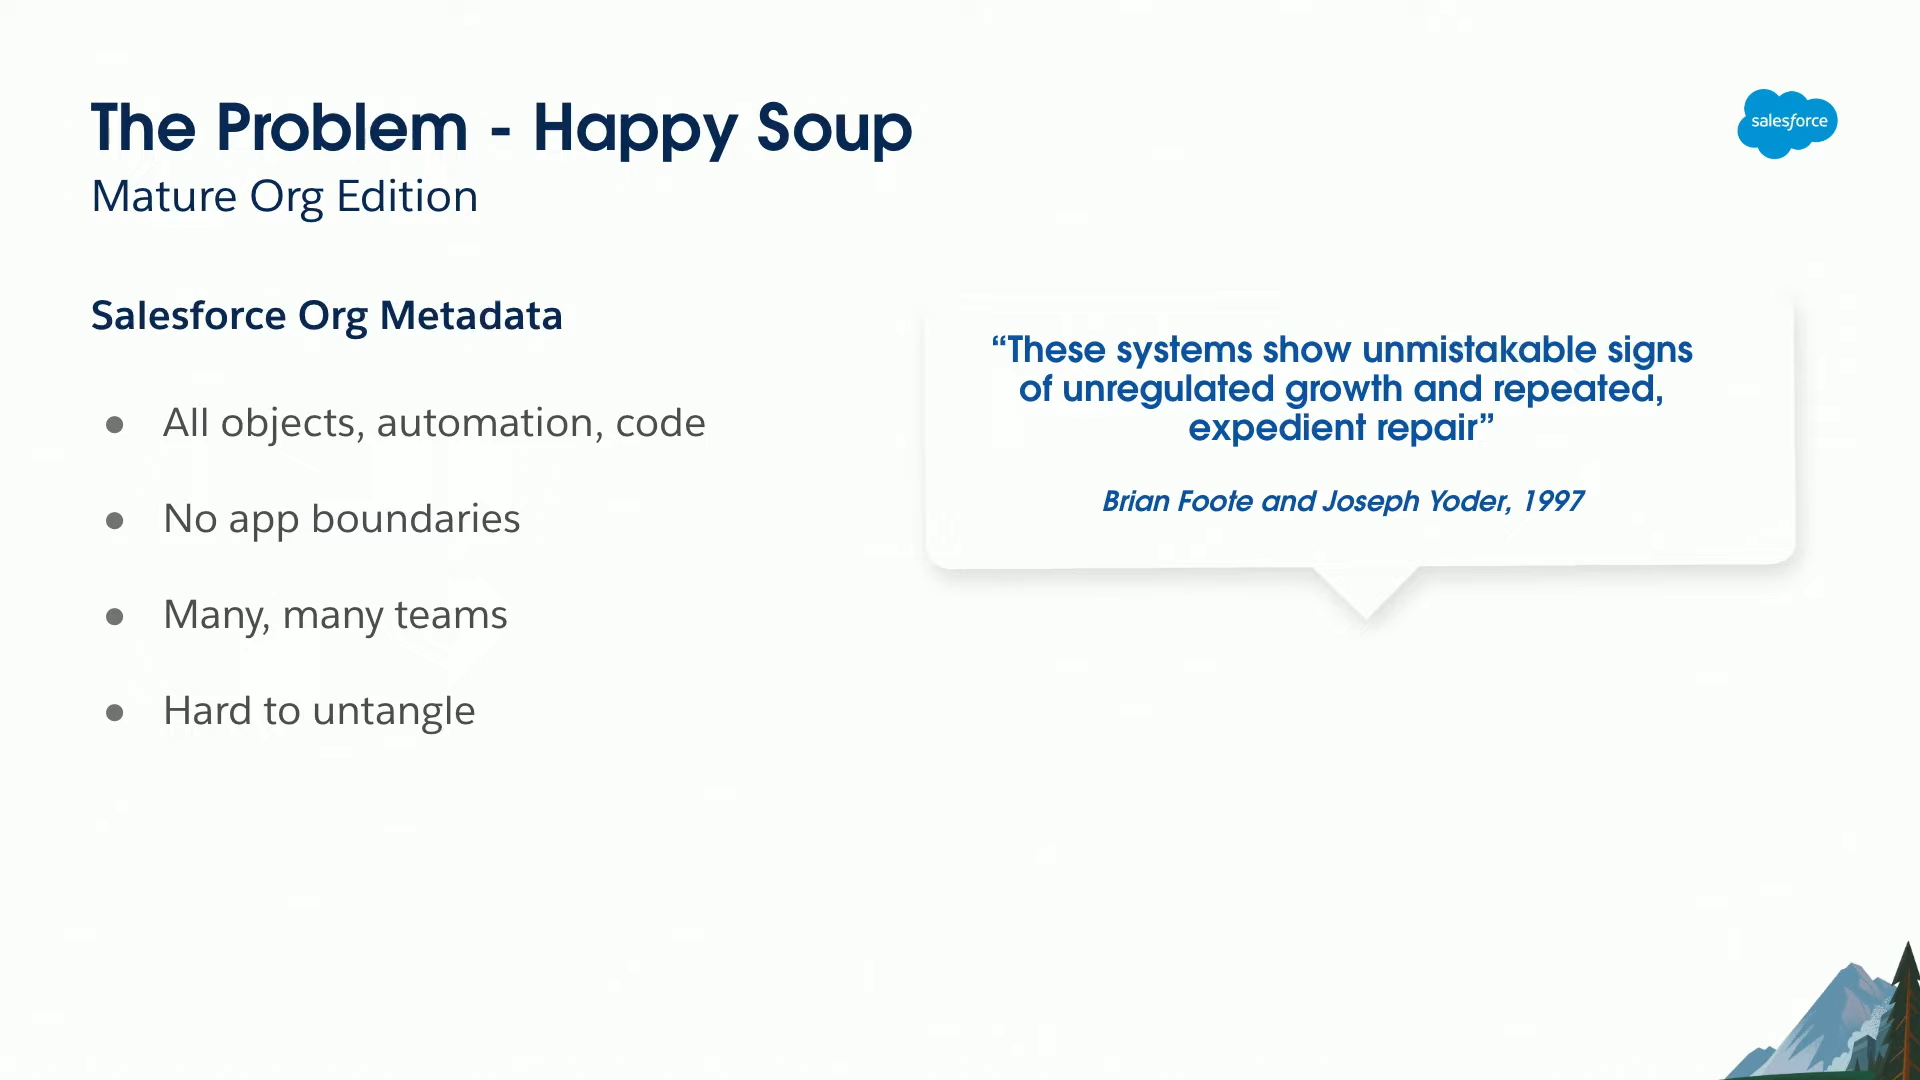 The Problem - Happy Soup
Mature Org Edition
salesforce
Salesforce Org Metadata
● All objects, automation, code
● No app boundaries
● Many, many teams
● Hard to untangle
“These systems show unmistakable signs
of unregulated growth and repeated,
expedient repair”
Brian Foote and Joseph Yoder, 1997